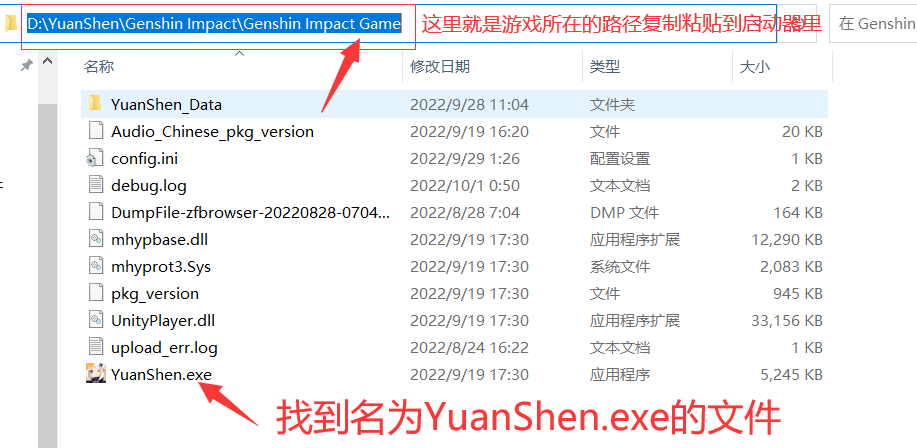 D:\YuanShen\Genshin Impact\Genshin Impact Game 这里就是游戏所在的路径复制粘贴到启动器里 在 Genshin
名称 修改日期 类型 大小
YuanShen_Data 2022/9/28 11:04 文件夹
Audio_Chinese_pkg_version 2022/9/19 16:20 文件 20 KB
config.ini 2022/9/29 1:26 配置设置 1 KB
debug.log 2022/10/1 0:50 文本文档 2 KB
DumpFile-zfbrowser-20220828-0704... 2022/8/28 7:04 DMP 文件 164 KB
mhypbase.dll 2022/9/19 17:30 应用程序扩展 12,290 KB
mhyprot3.Sys 2022/9/19 17:30 系统文件 2,083 KB
pkg_version 2022/9/19 17:30 文件 945 KB
UnityPlayer.dll 2022/9/19 17:30 应用程序扩展 33,156 KB
upload_err.log 2022/8/24 16:22 文本文档 1 KB
YuanShen.exe 2022/9/19 17:30 应用程序 5,245 KB
找到名为YuanShen.exe的文件